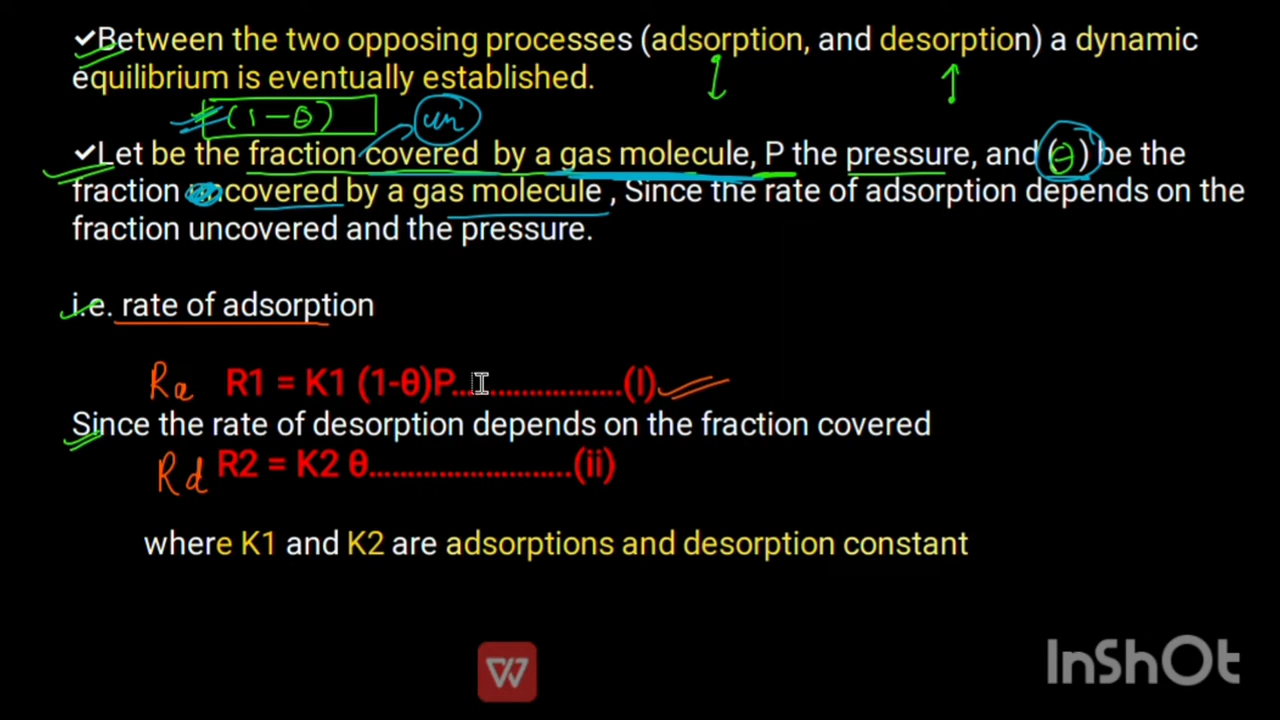 ✓Between the two opposing processes (adsorption, and desorption) a dynamic
equilibrium is eventually established.
(1-θ) un
✓Let be the fraction covered by a gas molecule, P the pressure, and (θ) be the
fraction uncovered by a gas molecule , Since the rate of adsorption depends on the
fraction uncovered and the pressure.
i.e. rate of adsorption
Ra R1 = K1 (1-θ)P........................(I)
Since the rate of desorption depends on the fraction covered
Rd R2 = K2 θ............................(ii)
where K1 and K2 are adsorptions and desorption constant
W
InShOt